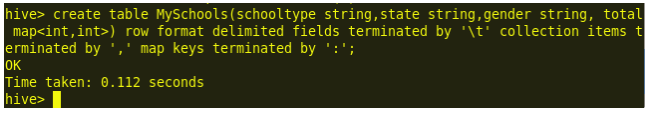 hive> create table MySchools(schooltype string,state string,gender string, total
 map<int,int>) row format delimited fields terminated by '\t' collection items t
erminated by ',' map keys terminated by ':';
OK
Time taken: 0.112 seconds
hive>